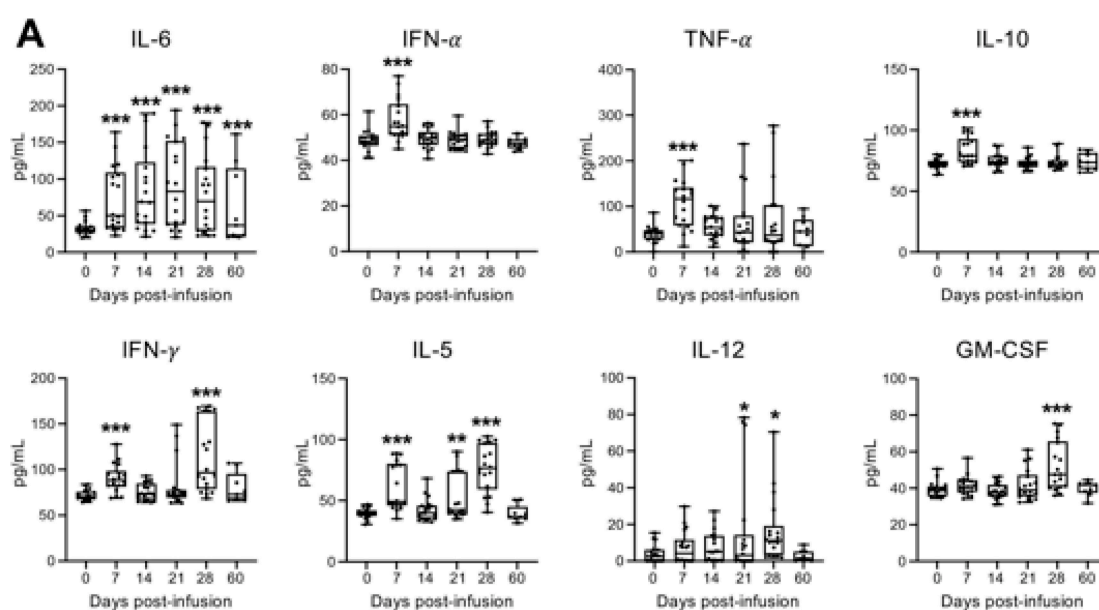 A
IL-6
IFN-α
TNF-α
IL-10
250
200
150
100
50
0
pg/mL
***
***
***
***
***
0 7 14 21 28 60
Days post-infusion
80
60
40
0
pg/mL
***
0 7 14 21 28 60
Days post-infusion
400
300
200
100
0
pg/mL
***
0 7 14 21 28 60
Days post-infusion
150
100
50
0
pg/mL
***
0 7 14 21 28 60
Days post-infusion
IFN-γ
IL-5
IL-12
GM-CSF
200
150
100
50
0
pg/mL
***
***
0 7 14 21 28 60
Days post-infusion
150
100
50
0
pg/mL
***
**
***
0 7 14 21 28 60
Days post-infusion
100
80
60
40
20
0
pg/mL
*
*
0 7 14 21 28 60
Days post-infusion
100
80
60
40
20
0
pg/mL
***
0 7 14 21 28 60
Days post-infusion